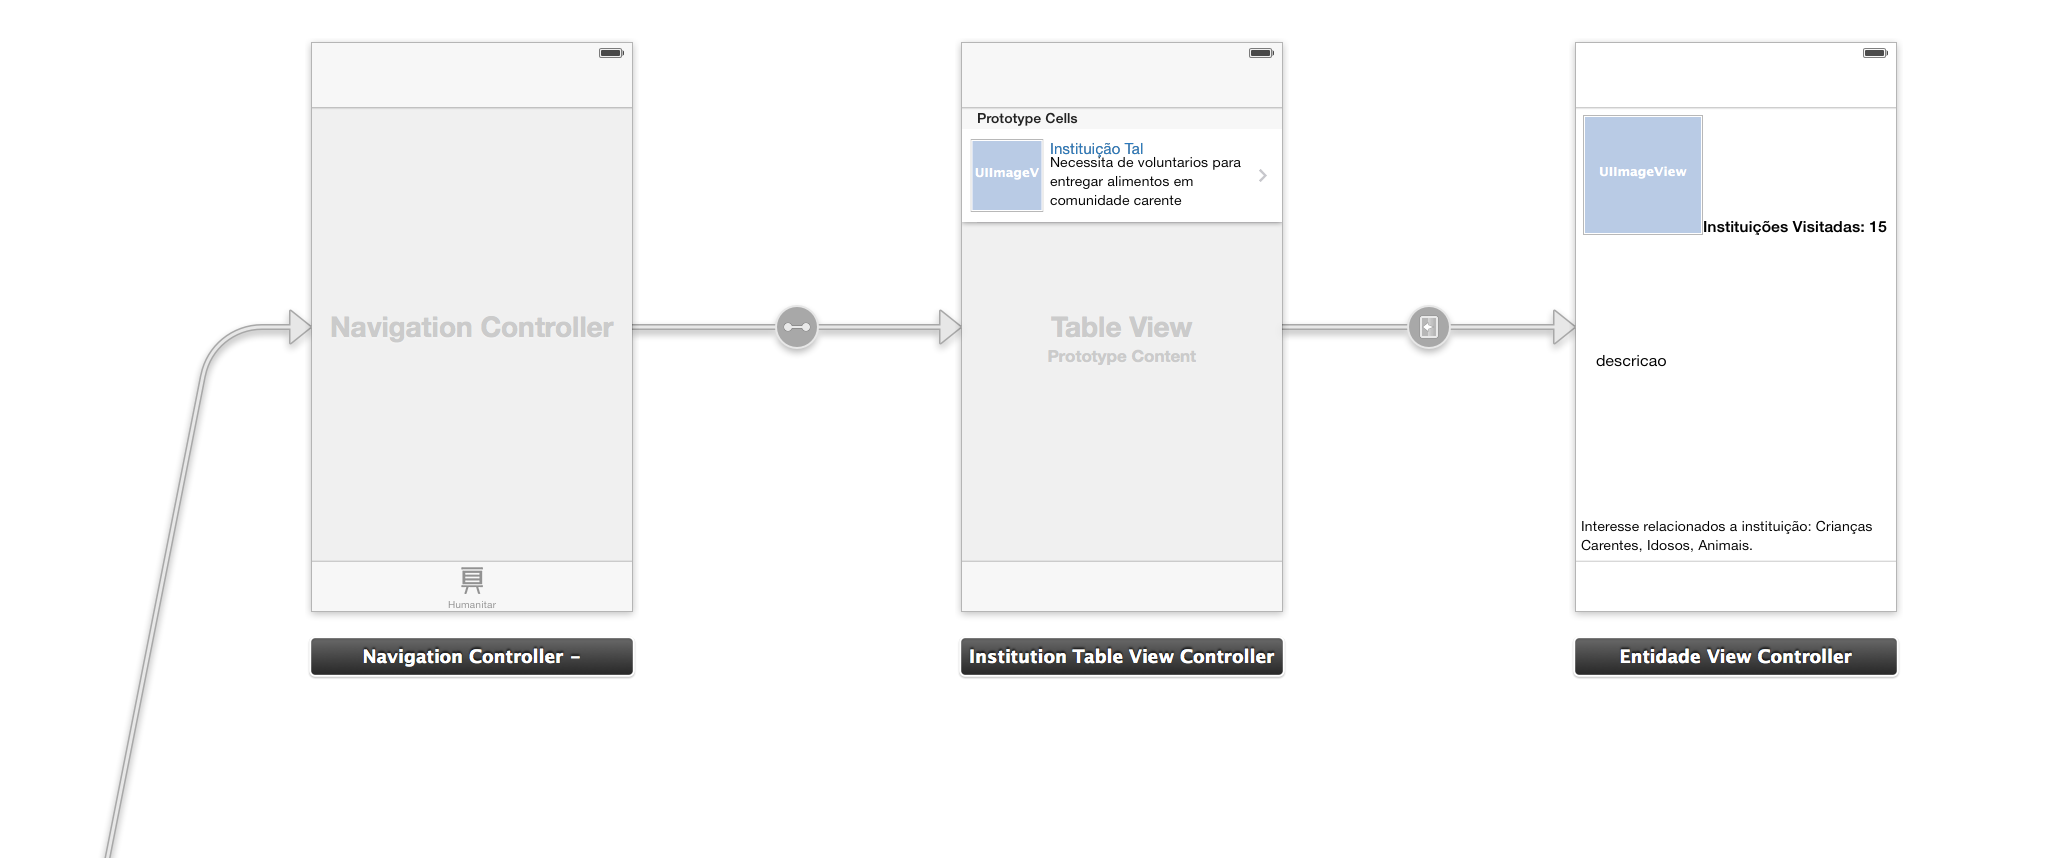 Navigation Controller
Humanitar
Navigation Controller -
Prototype Cells
UIImageV
Instituição Tal
Necessita de voluntarios para
entregar alimentos em
comunidade carente
Table View
Prototype Content
Institution Table View Controller
UIImageView
Instituições Visitadas: 15
descricao
Interesse relacionados a instituição: Crianças
Carentes, Idosos, Animais.
Entidade View Controller